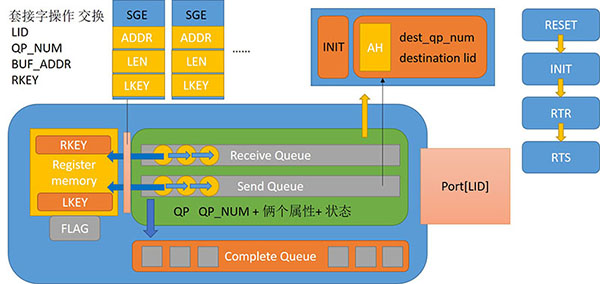 套接字操作 交换
LID
QP_NUM
BUF_ADDR
RKEY
SGE
ADDR
LEN
LKEY
SGE
ADDR
LEN
LKEY
......
INIT
AH
dest_qp_num
destination lid
RESET
INIT
RTR
RTS
RKEY
Register
memory
LKEY
FLAG
Receive Queue
Send Queue
QP QP_NUM + 俩个属性+ 状态
Complete Queue
Port[LID]